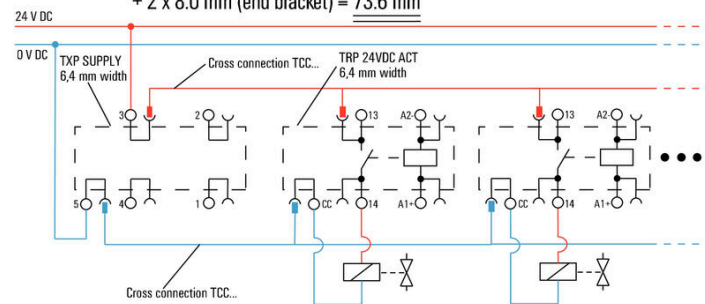 + 2 x 8.0 mm (end bracket) = 73.6 mm
24 V DC
0 V DC
TXP SUPPLY
6,4 mm width
Cross connection TCC...
TRP 24VDC ACT
6,4 mm width
3
2
13
A2-
13
A2-
5
4
1
CC
14
A1+
CC
14
A1+
Cross connection TCC...